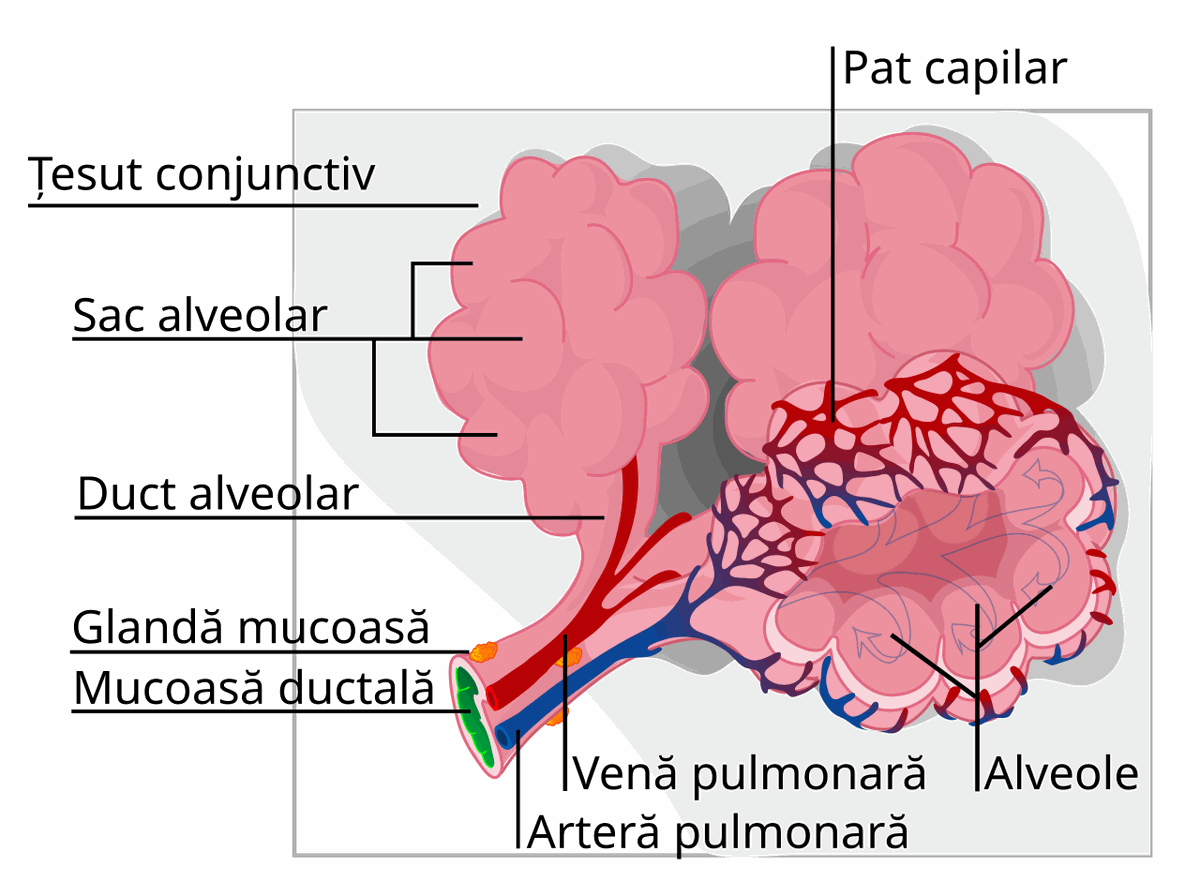 Pat capilar
Țesut conjunctiv
Sac alveolar
Duct alveolar
Glandă mucoasă
Mucoasă ductală
Venă pulmonară
Alveole
Arteră pulmonară